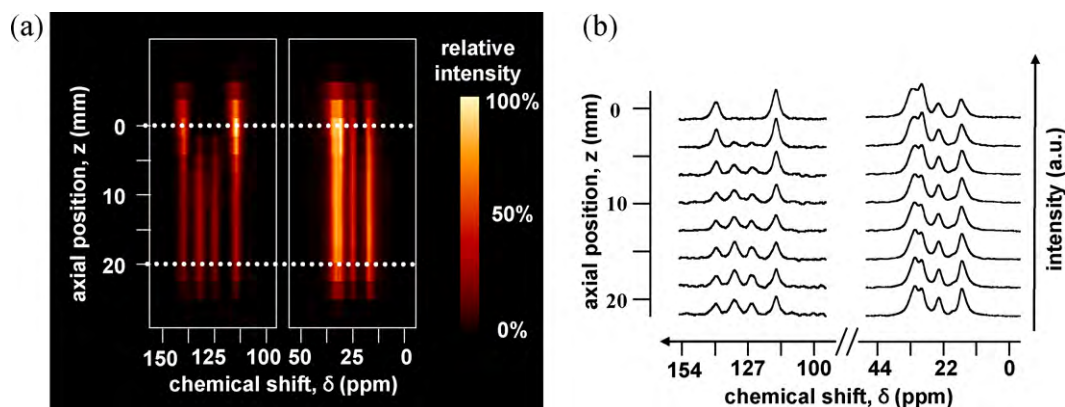 (a)
relative
intensity
100%
50%
0%
axial position, z (mm)
0
10
20
150 125 100 50 25 0
chemical shift, δ (ppm)
(b)
axial position, z (mm)
0
10
20
intensity (a.u.)
154 127 100 44 22 0
chemical shift, δ (ppm)